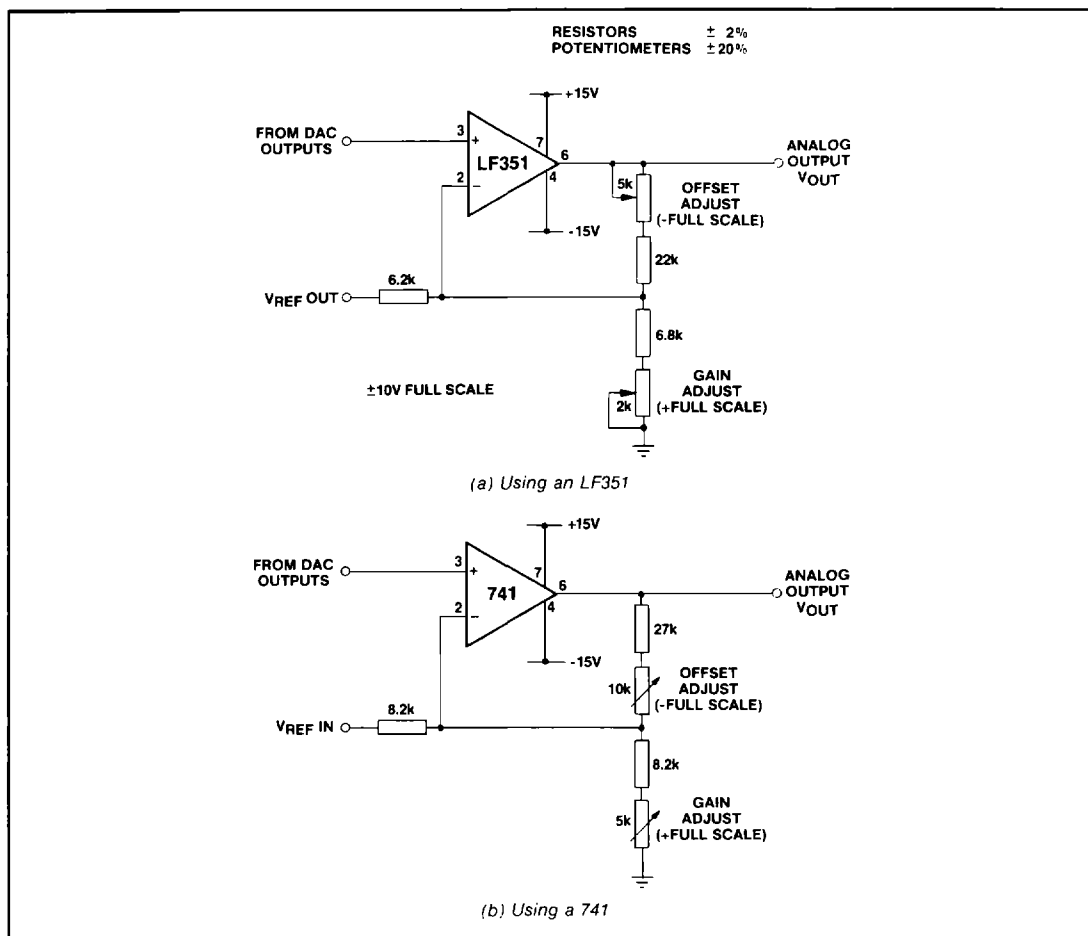 RESISTORS ± 2%
POTENTIOMETERS ±20%
+15V
FROM DAC
OUTPUTS
3
+
7
LF351
6
2
−
4
-15V
ANALOG
OUTPUT
VOUT
5k
OFFSET
ADJUST
(-FULL SCALE)
22k
VREF OUT
6.2k
6.8k
±10V FULL SCALE
GAIN
ADJUST
(+FULL SCALE)
2k
(a) Using an LF351
+15V
FROM DAC
OUTPUTS
3
+
7
741
6
2
−
4
-15V
ANALOG
OUTPUT
VOUT
27k
10k
OFFSET
ADJUST
(-FULL SCALE)
VREF IN
8.2k
8.2k
5k
GAIN
ADJUST
(+FULL SCALE)
(b) Using a 741